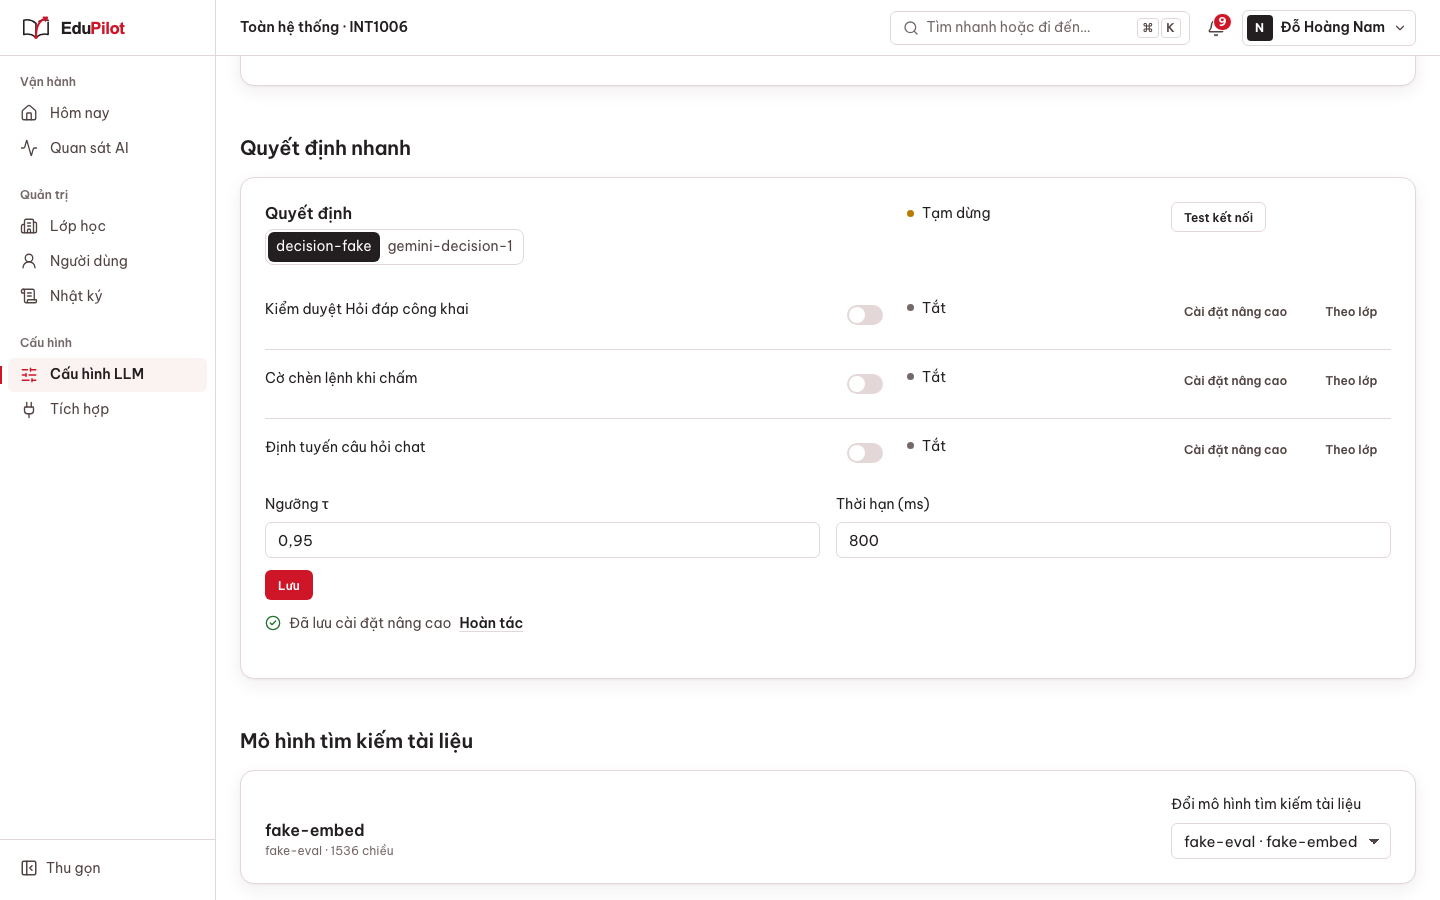 EduPilot
Toàn hệ thống · INT1006
Tìm nhanh hoặc đi đến...
⌘ K
9
N
Đỗ Hoàng Nam
Vận hành
Hôm nay
Quan sát AI
Quản trị
Lớp học
Người dùng
Nhật ký
Cấu hình
Cấu hình LLM
Tích hợp
Thu gọn
Quyết định nhanh
Quyết định
Tạm dừng
Test kết nối
decision-fake
gemini-decision-1
Kiểm duyệt Hỏi đáp công khai
Tắt
Cài đặt nâng cao
Theo lớp
Cờ chèn lệnh khi chấm
Tắt
Cài đặt nâng cao
Theo lớp
Định tuyến câu hỏi chat
Tắt
Cài đặt nâng cao
Theo lớp
Ngưỡng τ
Thời hạn (ms)
0,95
800
Lưu
Đã lưu cài đặt nâng cao Hoàn tác
Mô hình tìm kiếm tài liệu
Đổi mô hình tìm kiếm tài liệu
fake-embed
fake-eval · 1536 chiều
fake-eval · fake-embed